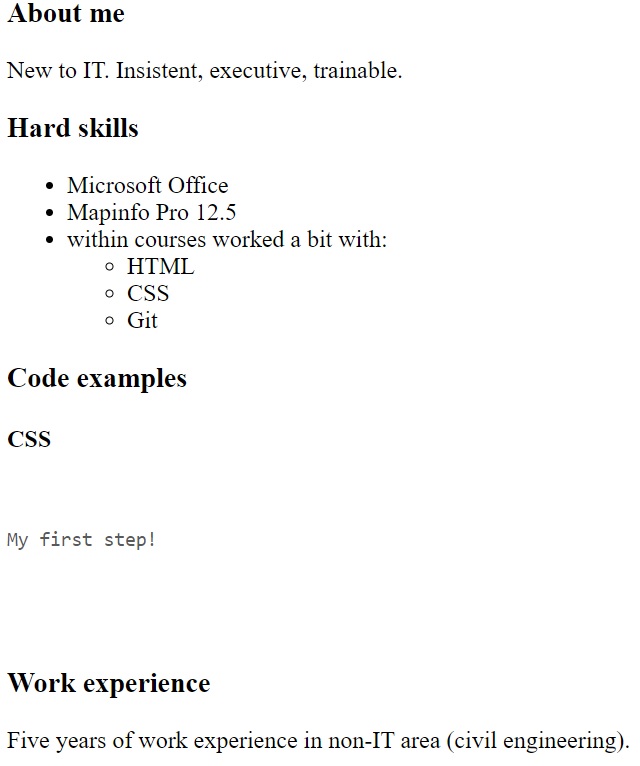 About me
New to IT. Insistent, executive, trainable.
Hard skills
Microsoft Office
Mapinfo Pro 12.5
within courses worked a bit with:
HTML
CSS
Git
Code examples
CSS
My first step!
Work experience
Five years of work experience in non-IT area (civil engineering).